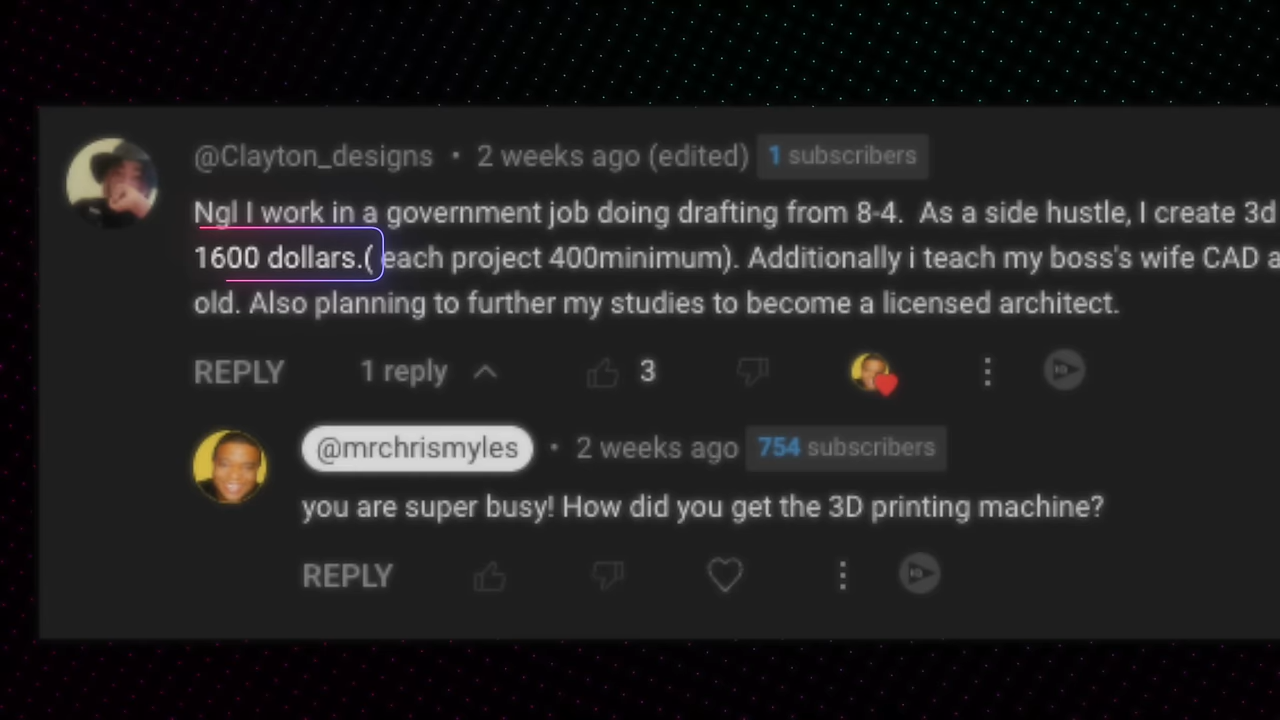 @Clayton_designs • 2 weeks ago (edited) 1 subscribers
Ngl I work in a government job doing drafting from 8-4. As a side hustle, I create 3d
1600 dollars.( each project 400minimum). Additionally i teach my boss's wife CAD a
old. Also planning to further my studies to become a licensed architect.
REPLY 1 reply 3
@mrchrismyles • 2 weeks ago 754 subscribers
you are super busy! How did you get the 3D printing machine?
REPLY